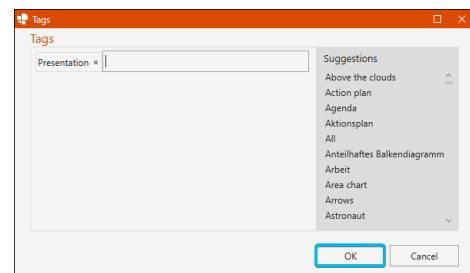 Tags
Tags
Presentation ×
Suggestions
Above the clouds
Action plan
Agenda
Aktionsplan
All
Anteilhaftes Balkendiagramm
Arbeit
Area chart
Arrows
Astronaut
OK
Cancel